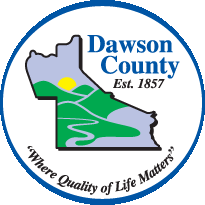 Dawson
County
Est. 1857
"Where Quality of Life Matters"